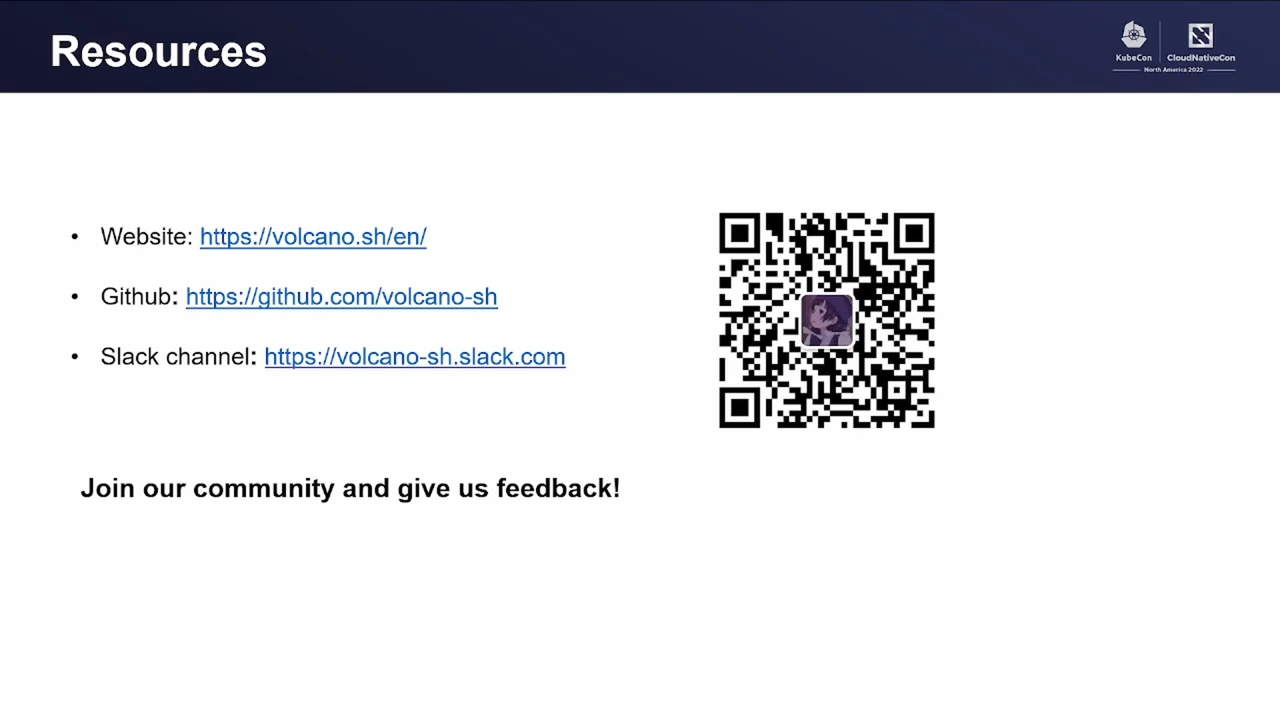 Resources
KubeCon
CloudNativeCon
North America 2022
• Website: https://volcano.sh/en/
• Github: https://github.com/volcano-sh
• Slack channel: https://volcano-sh.slack.com
Join our community and give us feedback!